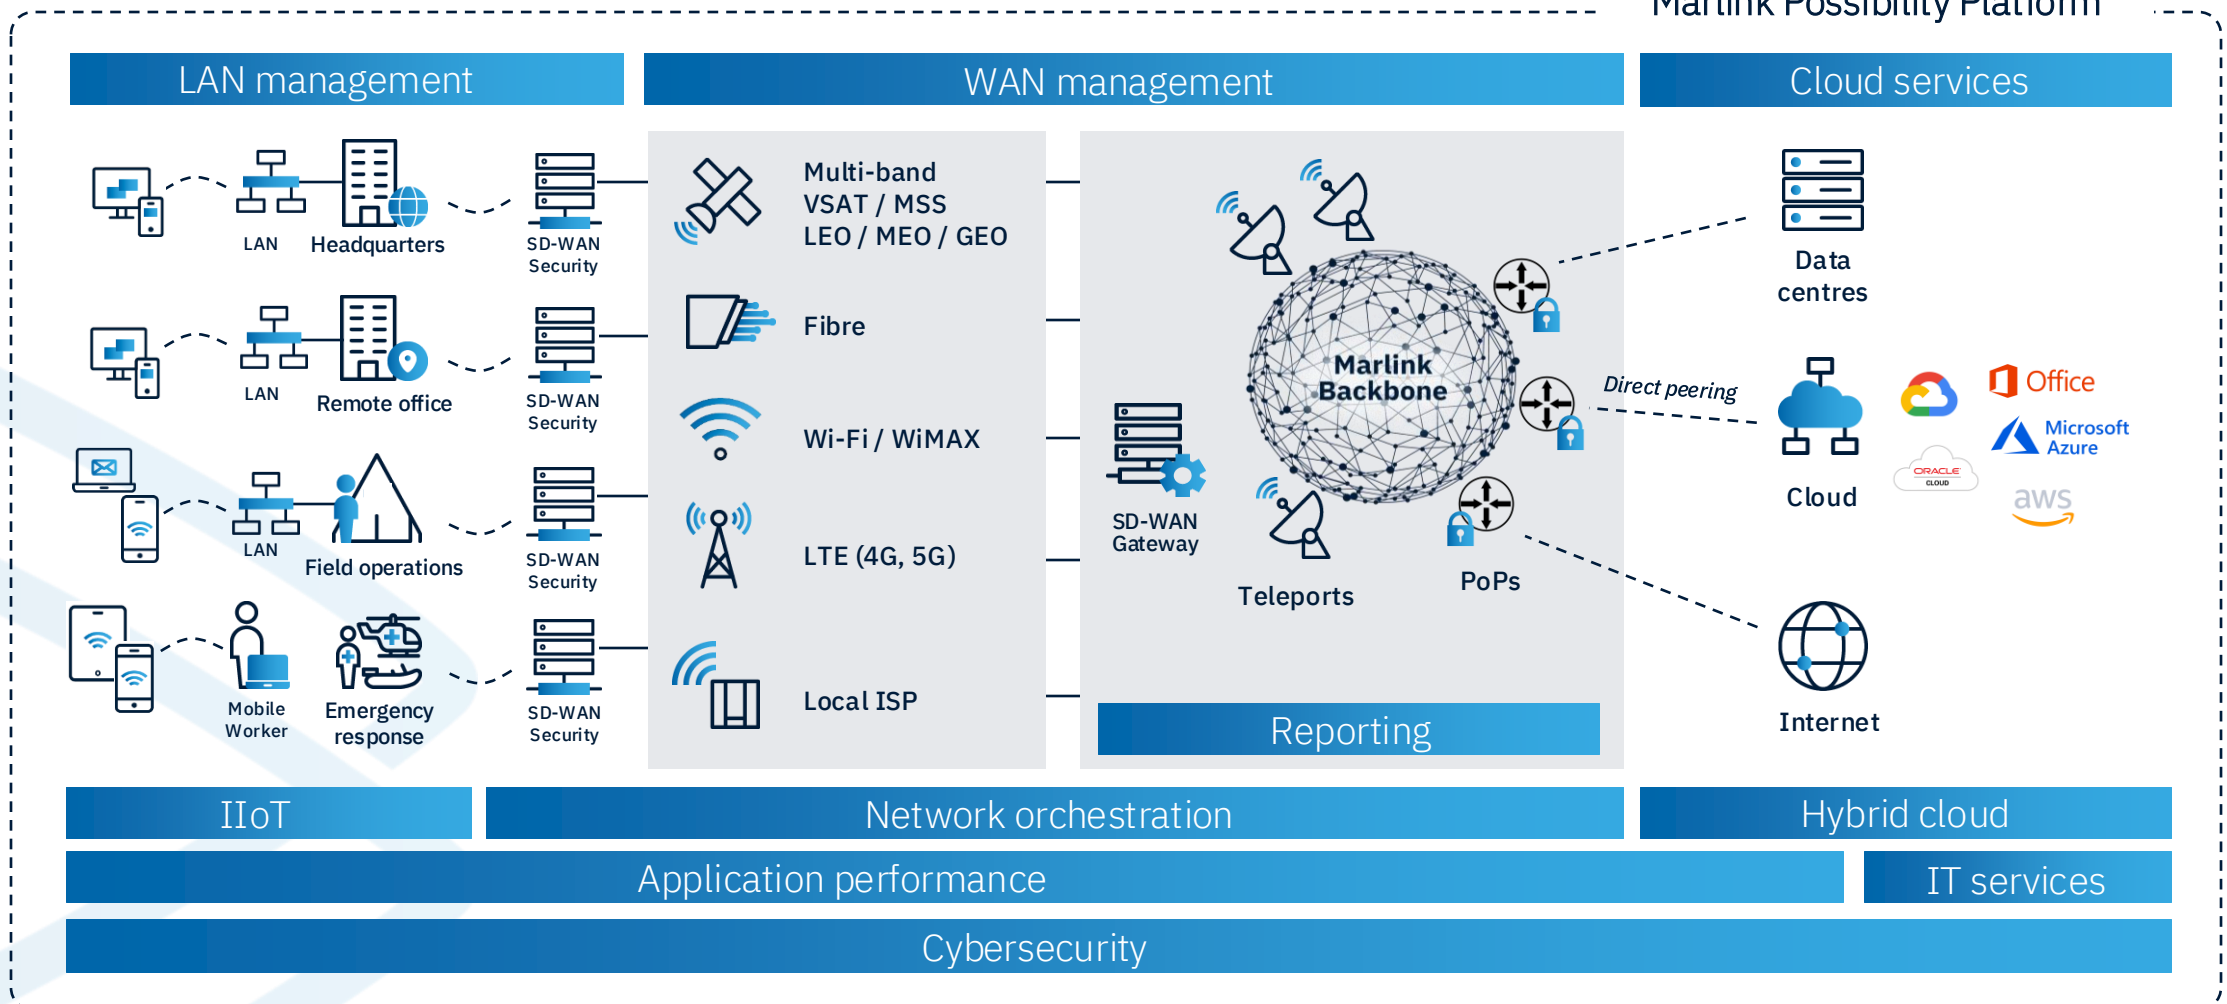 Marlink Possibility Platform
LAN management
WAN management
Cloud services
LAN
Headquarters
SD-WAN
Security
LAN
Remote office
SD-WAN
Security
LAN
Field operations
SD-WAN
Security
Mobile
Worker
Emergency
response
SD-WAN
Security
Multi-band
VSAT / MSS
LEO / MEO / GEO
Fibre
Wi-Fi / WiMAX
LTE (4G, 5G)
Local ISP
Marlink
Backbone
SD-WAN
Gateway
Teleports
PoPs
Reporting
Direct peering
Data
centres
Cloud
Office
Microsoft
Azure
ORACLE
CLOUD
aws
Internet
IIoT
Network orchestration
Hybrid cloud
Application performance
IT services
Cybersecurity